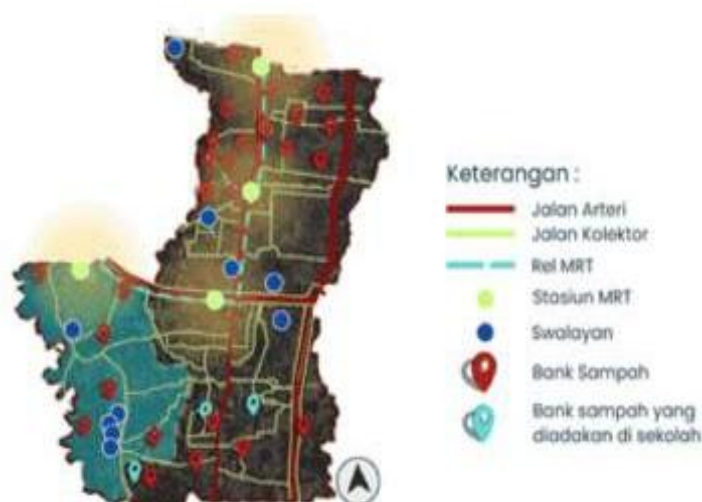 Keterangan :
Jalan Arteri
Jalan Kolektor
Rel MRT
Stasiun MRT
Swalayan
Bank Sampah
Bank sampah yang
diadakan di sekolah